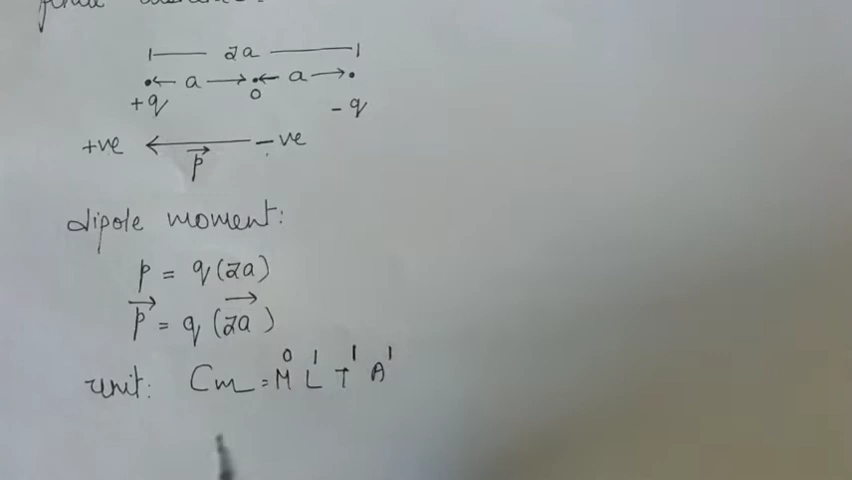 2a
a a
+q o -q
+ve -ve
p
dipole moment:
p = q(2a)
p = q(2a)
unit: Cm = M⁰ L¹ T¹ A¹